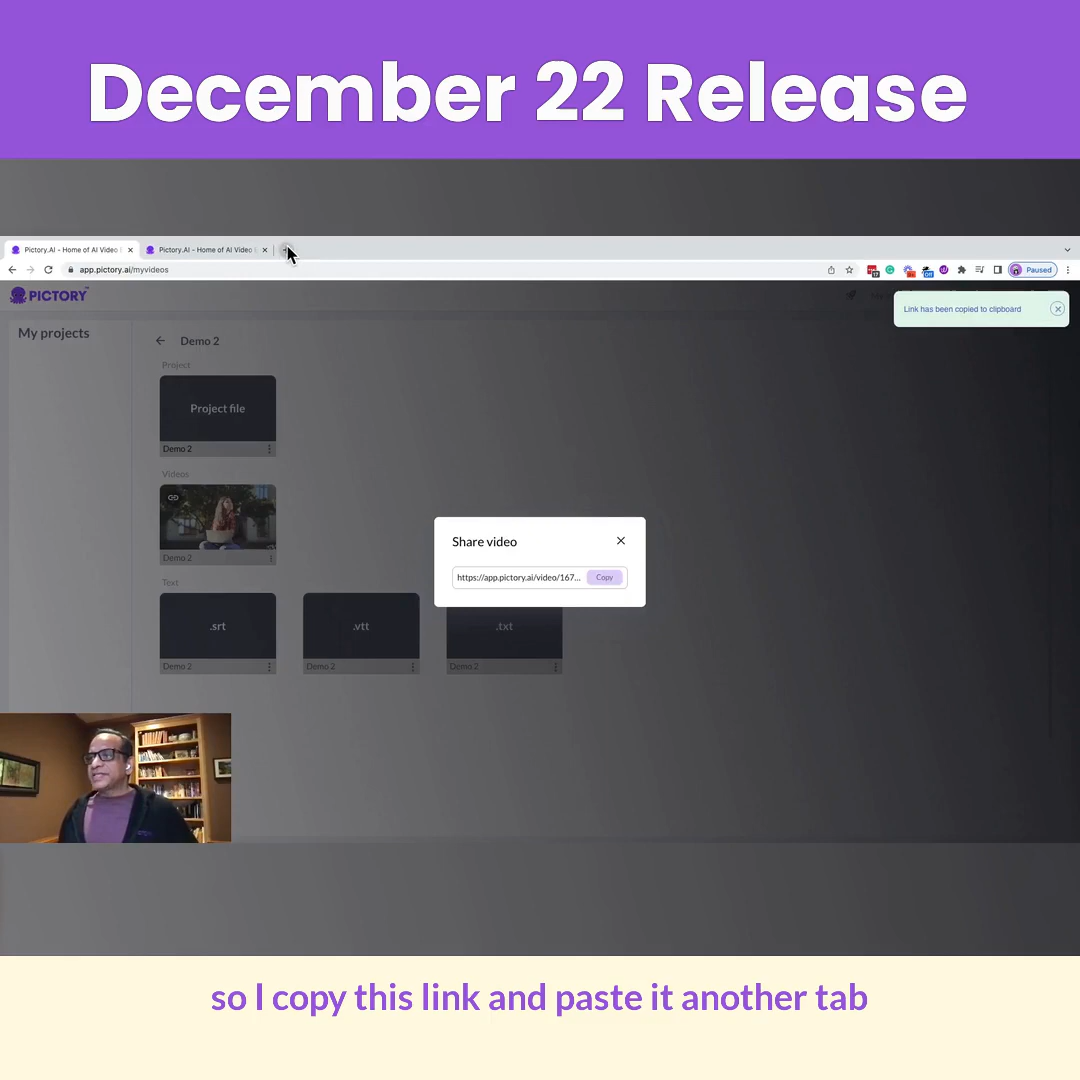 December 22 Release
Pictory.AI - Home of AI Video
Pictory.AI - Home of AI Video
app.pictory.ai/myvideos
Paused
PICTORY
Link has been copied to clipboard
My projects
Demo 2
Project
Project file
Demo 2
Videos
Demo 2
Share video
https://app.pictory.ai/video/167...
Copy
Text
.srt
.vtt
.txt
Demo 2
Demo 2
Demo 2
so I copy this link and paste it another tab